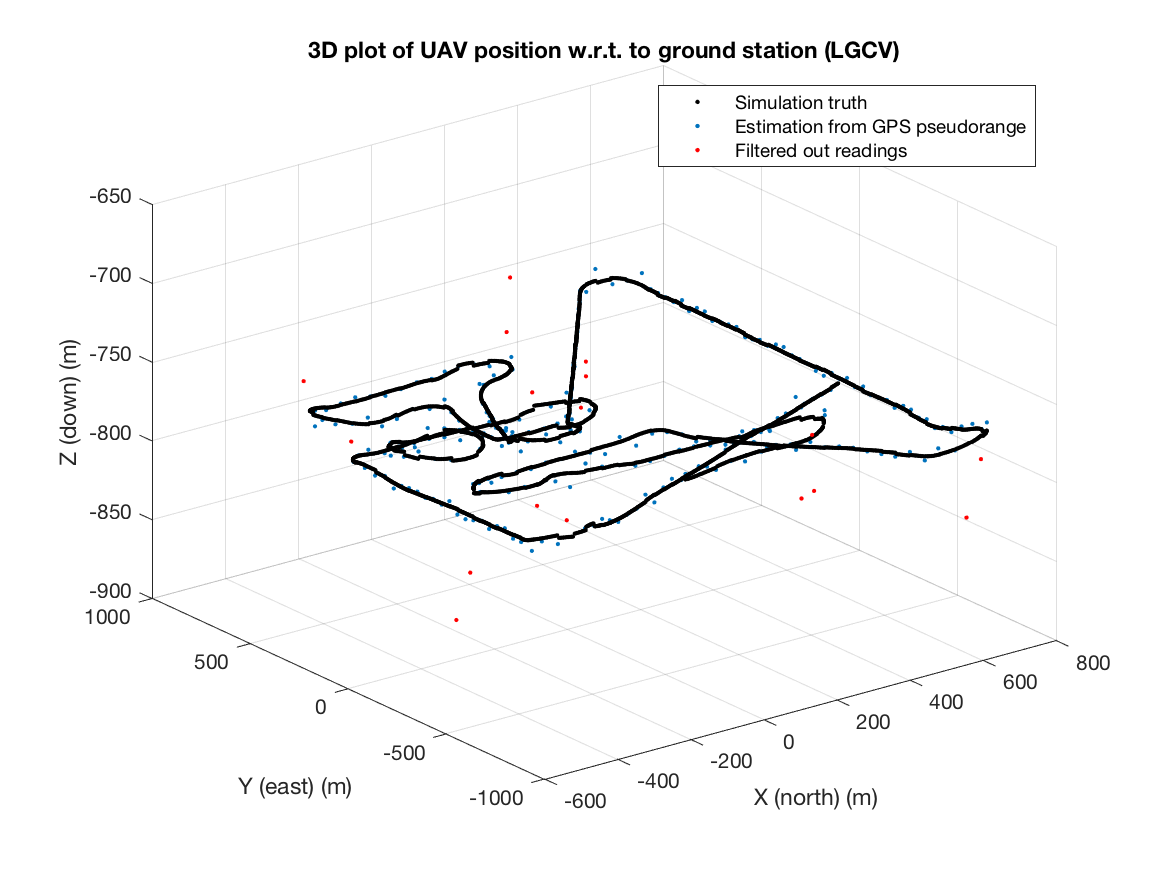 3D plot of UAV position w.r.t. to ground station (LGCV)
Simulation truth
Estimation from GPS pseudorange
Filtered out readings
-650
-700
-750
-800
-850
-900
Z (down) (m)
1000
500
0
-500
-1000
Y (east) (m)
-600
-400
-200
0
200
400
600
800
X (north) (m)